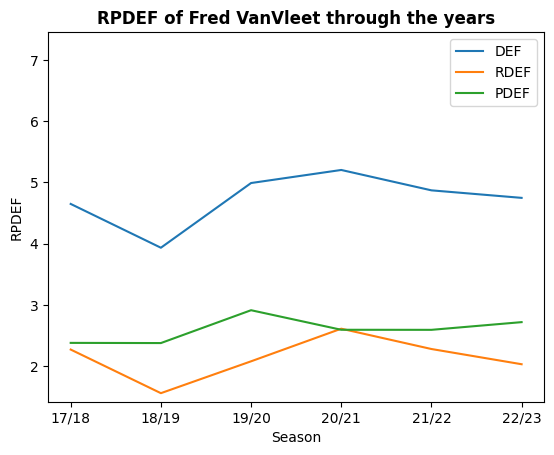 RPDEF of Fred VanVleet through the years
DEF
RDEF
PDEF
7
6
5
4
3
2
RPDEF
17/18 18/19 19/20 20/21 21/22 22/23
Season